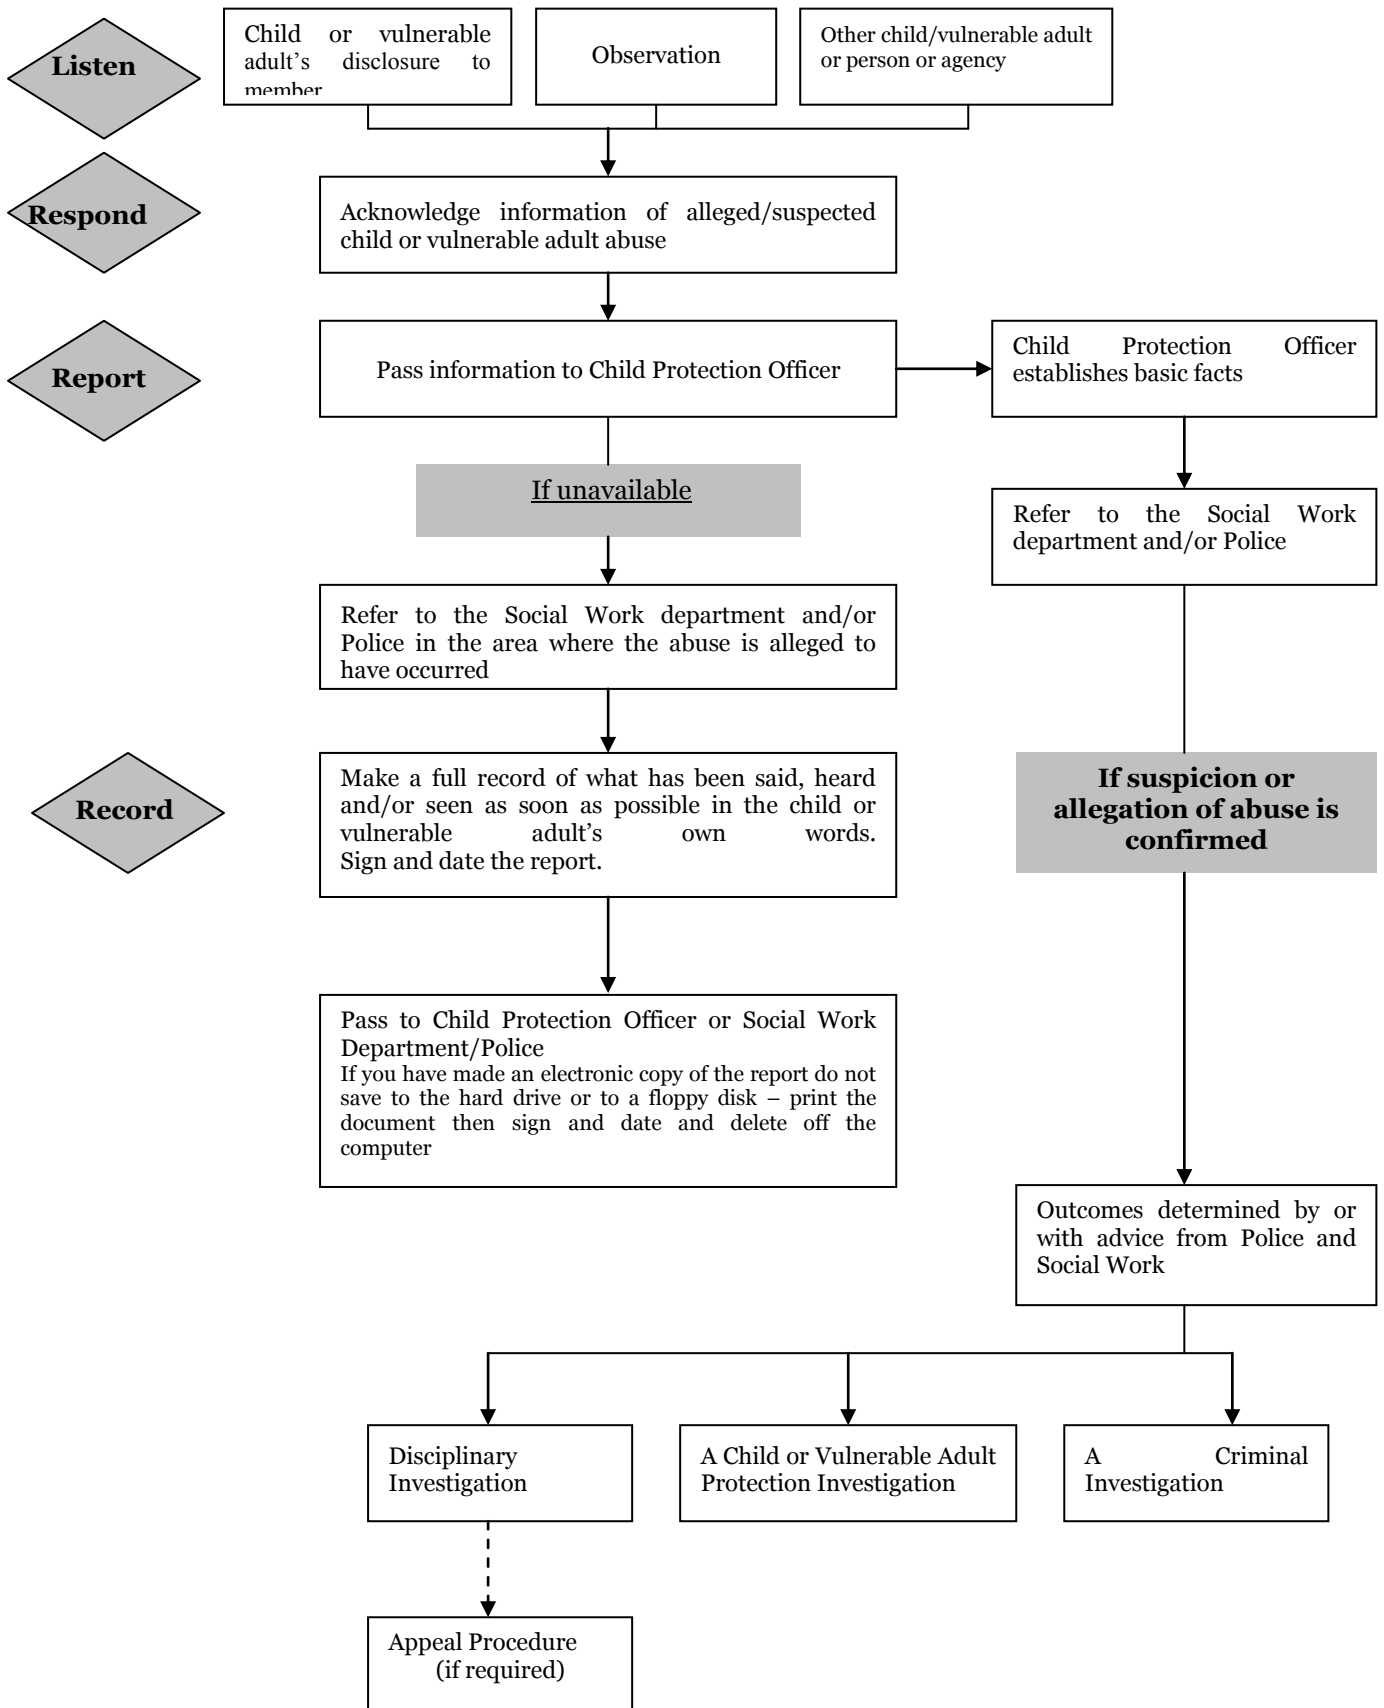 Listen
Child or vulnerable
adult's disclosure to
member
Observation
Other child/vulnerable adult
or person or agency
Respond
Acknowledge information of alleged/suspected
child or vulnerable adult abuse
Report
Pass information to Child Protection Officer
Child Protection Officer
establishes basic facts
If unavailable
Refer to the Social Work
department and/or Police
Refer to the Social Work department and/or
Police in the area where the abuse is alleged to
have occurred
Record
Make a full record of what has been said, heard
and/or seen as soon as possible in the child or
vulnerable adult's own words.
Sign and date the report.
If suspicion or
allegation of abuse is
confirmed
Pass to Child Protection Officer or Social Work
Department/Police
If you have made an electronic copy of the report do not
save to the hard drive or to a floppy disk – print the
document then sign and date and delete off the
computer
Outcomes determined by or
with advice from Police and
Social Work
Disciplinary
Investigation
A Child or Vulnerable Adult
Protection Investigation
A Criminal
Investigation
Appeal Procedure
(if required)